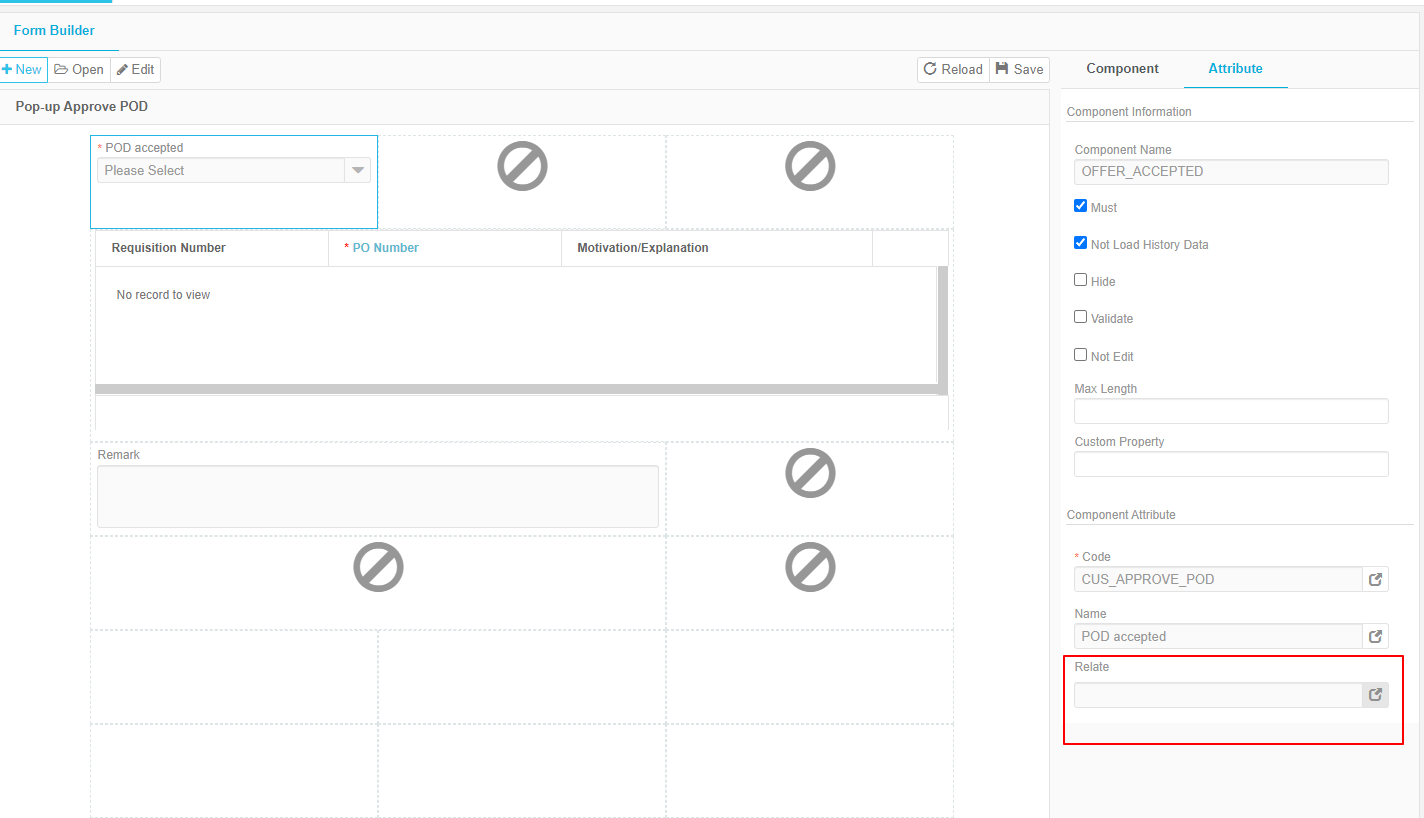 Form Builder
New Open Edit Reload Save
Component Attribute
Pop-up Approve POD
* POD accepted
Please Select
Requisition Number * PO Number Motivation/Explanation
No record to view
Remark
Component Information
Component Name
OFFER_ACCEPTED
Must
Not Load History Data
Hide
Validate
Not Edit
Max Length
Custom Property
Component Attribute
* Code
CUS_APPROVE_POD
Name
POD accepted
Relate